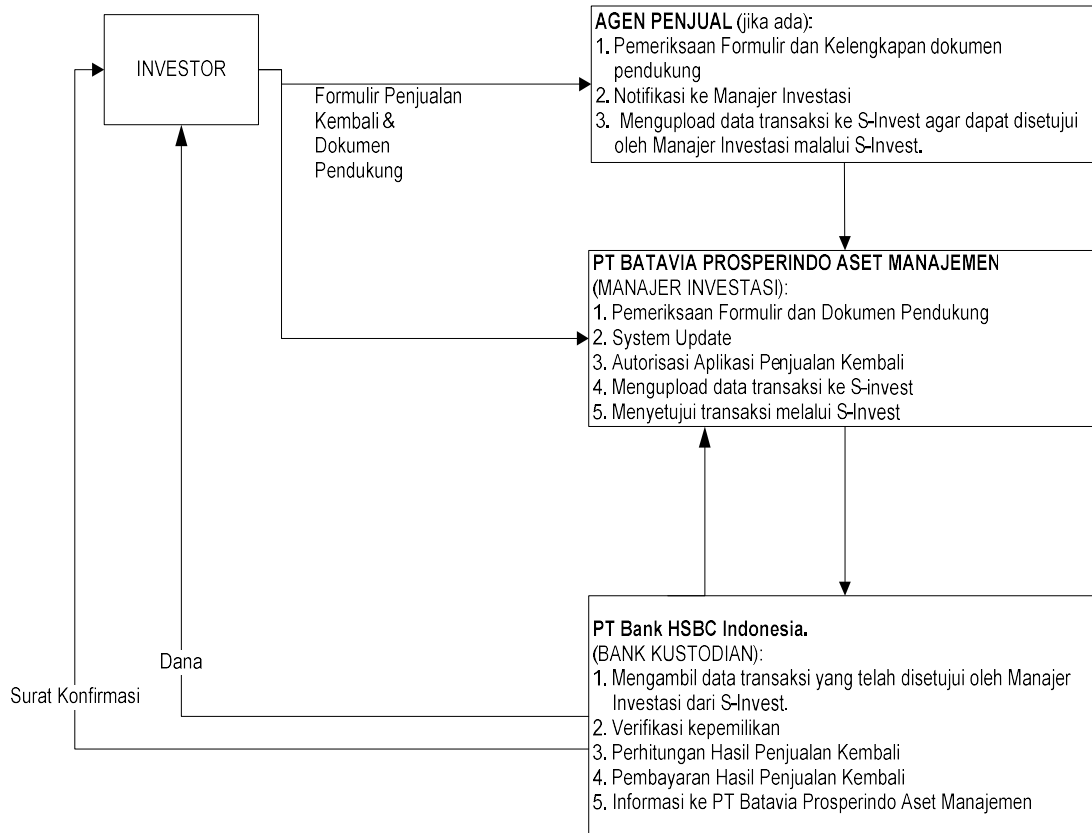 INVESTOR
Formulir Penjualan
Kembali &
Dokumen
Pendukung
AGEN PENJUAL (jika ada):
1. Pemeriksaan Formulir dan Kelengkapan dokumen
pendukung
2. Notifikasi ke Manajer Investasi
3. Mengupload data transaksi ke S-Invest agar dapat disetujui
oleh Manajer Investasi malalui S-Invest.
PT BATAVIA PROSPERINDO ASET MANAJEMEN
(MANAJER INVESTASI):
1. Pemeriksaan Formulir dan Dokumen Pendukung
2. System Update
3. Autorisasi Aplikasi Penjualan Kembali
4. Mengupload data transaksi ke S-invest
5. Menyetujui transaksi melalui S-Invest
PT Bank HSBC Indonesia.
(BANK KUSTODIAN):
1. Mengambil data transaksi yang telah disetujui oleh Manajer
Investasi dari S-Invest.
2. Verifikasi kepemilikan
3. Perhitungan Hasil Penjualan Kembali
4. Pembayaran Hasil Penjualan Kembali
5. Informasi ke PT Batavia Prosperindo Aset Manajemen
Dana
Surat Konfirmasi